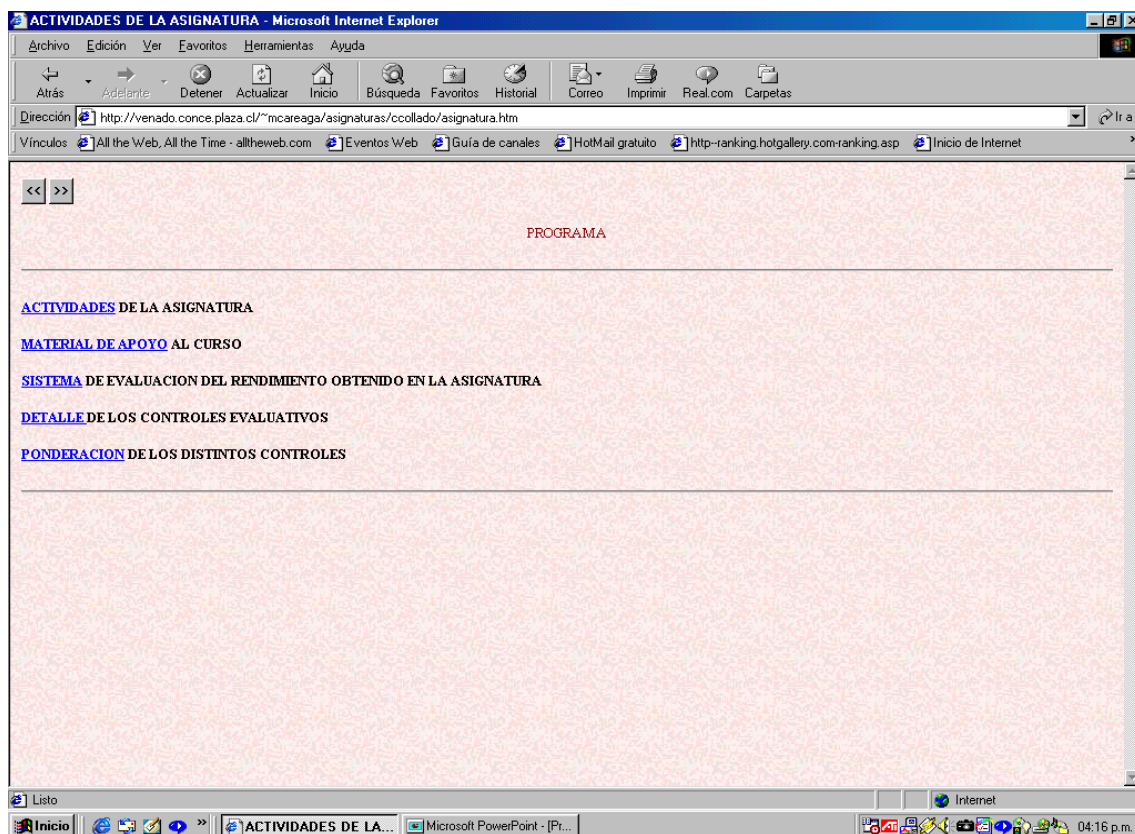 ACTIVIDADES DE LA ASIGNATURA - Microsoft Internet Explorer
Archivo Edición Ver Favoritos Herramientas Ayuda
Atrás Adelante Detener Actualizar Inicio Búsqueda Favoritos Historial Correo Imprimir Real.com Carpetas
Dirección http://venado.conce.plaza.cl/~mcareaga/asignaturas/ccollado/asignatura.htm Ir a
Vínculos All the Web, All the Time - alltheweb.com Eventos Web Guía de canales HotMail gratuito http--ranking.hotgallery.com-ranking.asp Inicio de Internet
<< >>
PROGRAMA
ACTIVIDADES DE LA ASIGNATURA
MATERIAL DE APOYO AL CURSO
SISTEMA DE EVALUACION DEL RENDIMIENTO OBTENIDO EN LA ASIGNATURA
DETALLE DE LOS CONTROLES EVALUATIVOS
PONDERACION DE LOS DISTINTOS CONTROLES
Listo Internet
Inicio » ACTIVIDADES DE LA... Microsoft PowerPoint - [Pr... 04:16 p.m.